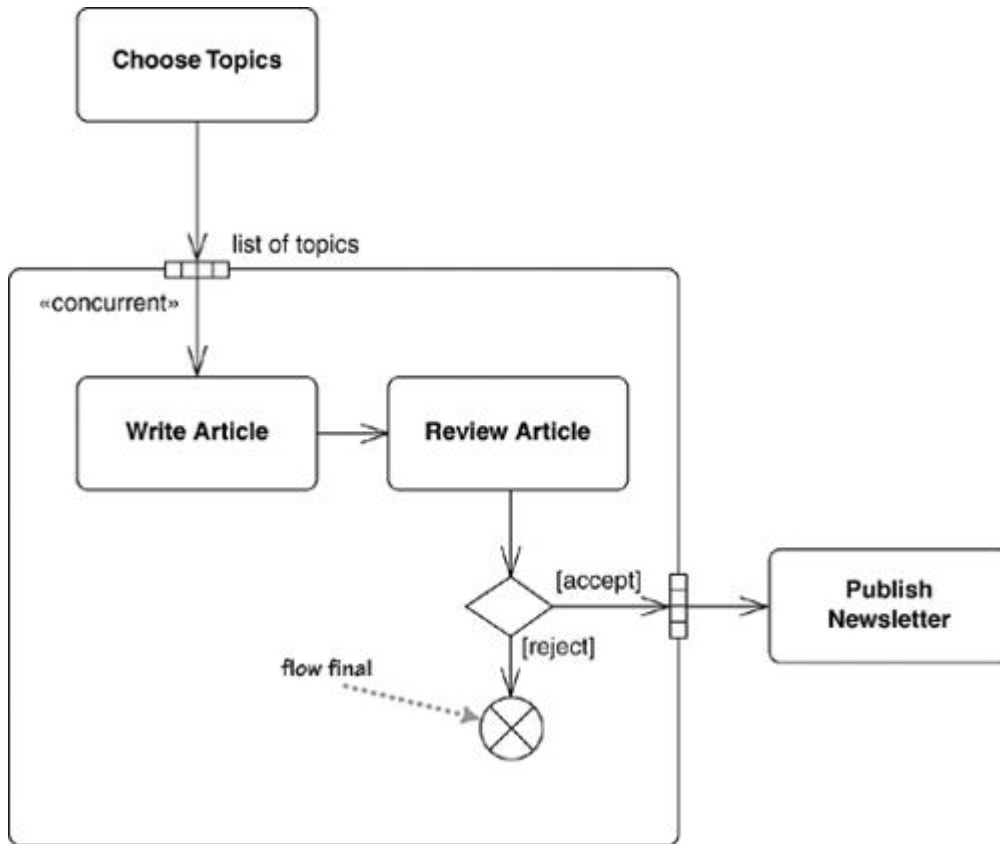 Choose Topics
list of topics
«concurrent»
Write Article
Review Article
[accept]
Publish
Newsletter
[reject]
flow final